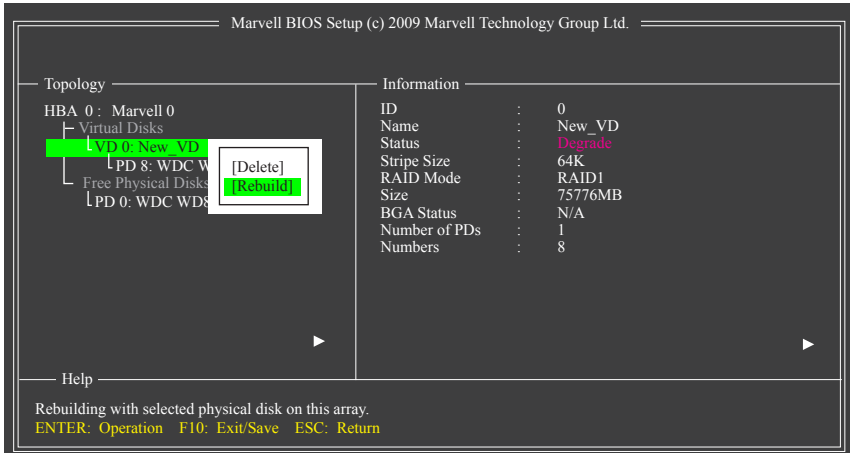 Marvell BIOS Setup (c) 2009 Marvell Technology Group Ltd.
Topology
HBA 0 : Marvell 0
Virtual Disks
VD 0: New_VD
PD 8: WDC W
Free Physical Disks
PD 0: WDC WD8
[Delete]
[Rebuild]
Information
ID : 0
Name : New_VD
Status : Degrade
Stripe Size : 64K
RAID Mode : RAID1
Size : 75776MB
BGA Status : N/A
Number of PDs : 1
Numbers : 8
Help
Rebuilding with selected physical disk on this array.
ENTER: Operation F10: Exit/Save ESC: Return